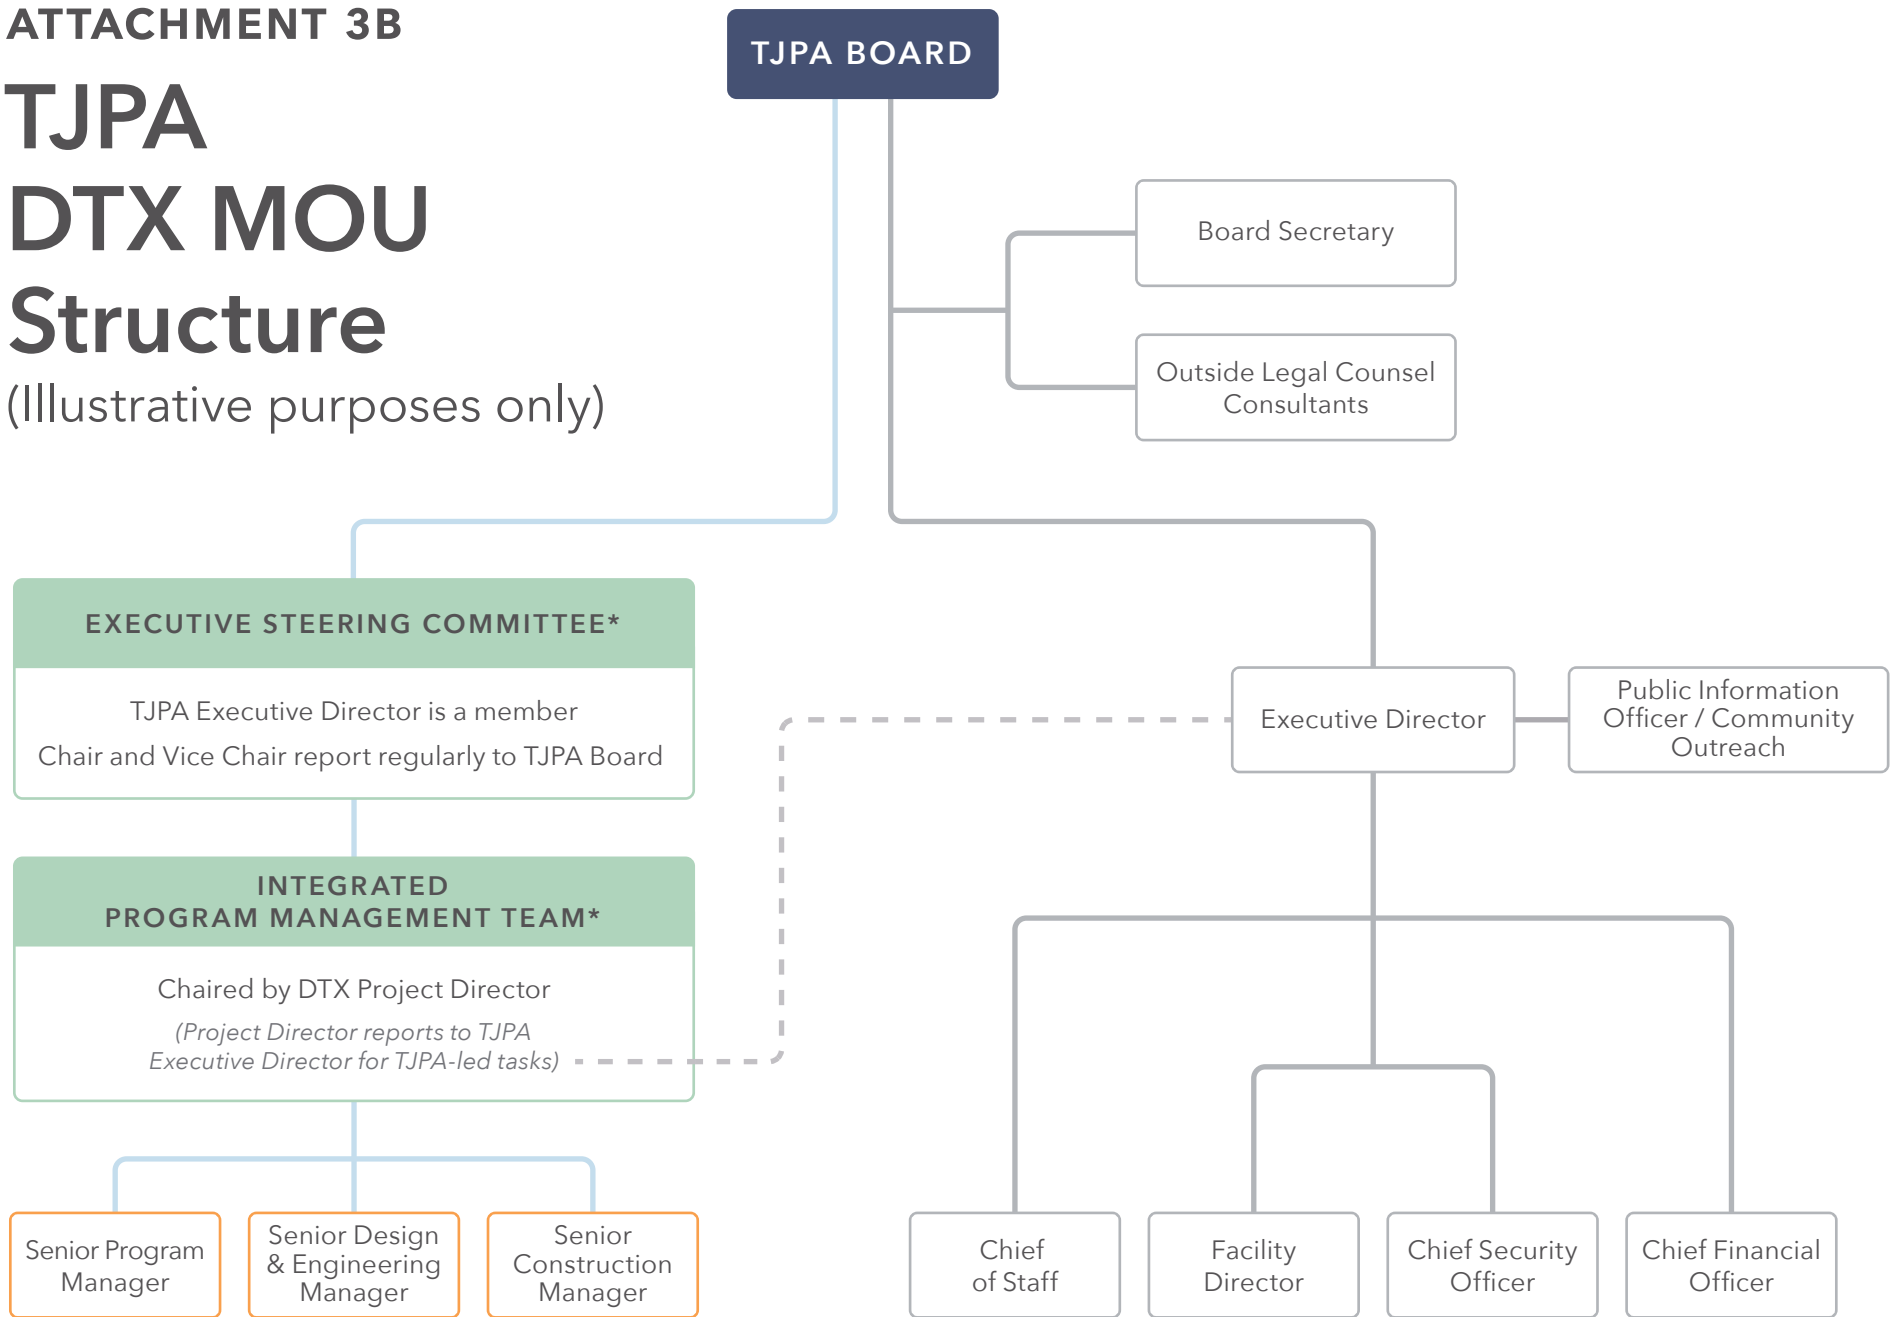 ATTACHMENT 3B
TJPA
DTX MOU
Structure
(Illustrative purposes only)
TJPA BOARD
Board Secretary
Outside Legal Counsel
Consultants
EXECUTIVE STEERING COMMITTEE*
TJPA Executive Director is a member
Chair and Vice Chair report regularly to TJPA Board
Executive Director
Public Information
Officer / Community
Outreach
INTEGRATED
PROGRAM MANAGEMENT TEAM*
Chaired by DTX Project Director
(Project Director reports to TJPA
Executive Director for TJPA-led tasks)
Senior Program
Manager
Senior Design
& Engineering
Manager
Senior
Construction
Manager
Chief
of Staff
Facility
Director
Chief Security
Officer
Chief Financial
Officer